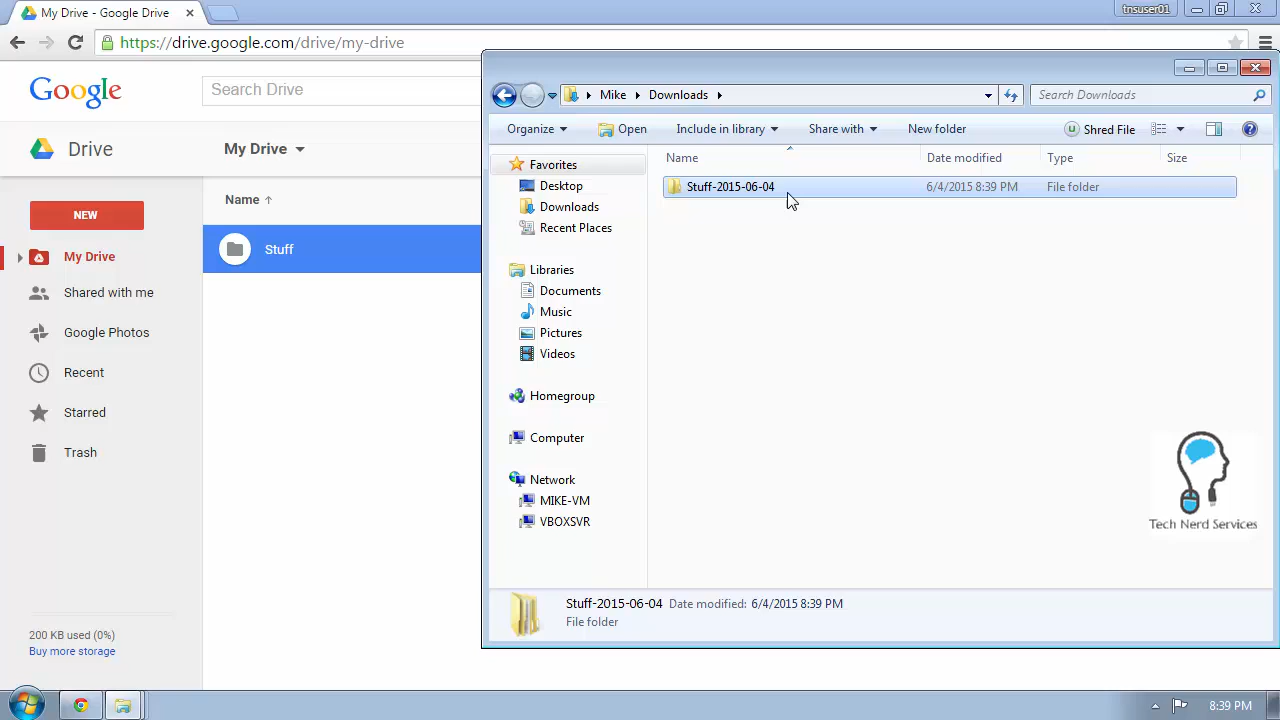 My Drive - Google Drive
tnsuser01
https://drive.google.com/drive/my-drive
Google
Search Drive
Drive
My Drive
NEW
My Drive
Shared with me
Google Photos
Recent
Starred
Trash
200 KB used (0%)
Buy more storage
Name
Stuff
Mike
Downloads
Search Downloads
Organize
Open
Include in library
Share with
New folder
Shred File
Favorites
Desktop
Downloads
Recent Places
Libraries
Documents
Music
Pictures
Videos
Homegroup
Computer
Network
MIKE-VM
VBOXSVR
Name Date modified Type Size
Stuff-2015-06-04 6/4/2015 8:39 PM File folder
Tech Nerd Services
Stuff-2015-06-04 Date modified: 6/4/2015 8:39 PM
File folder
8:39 PM